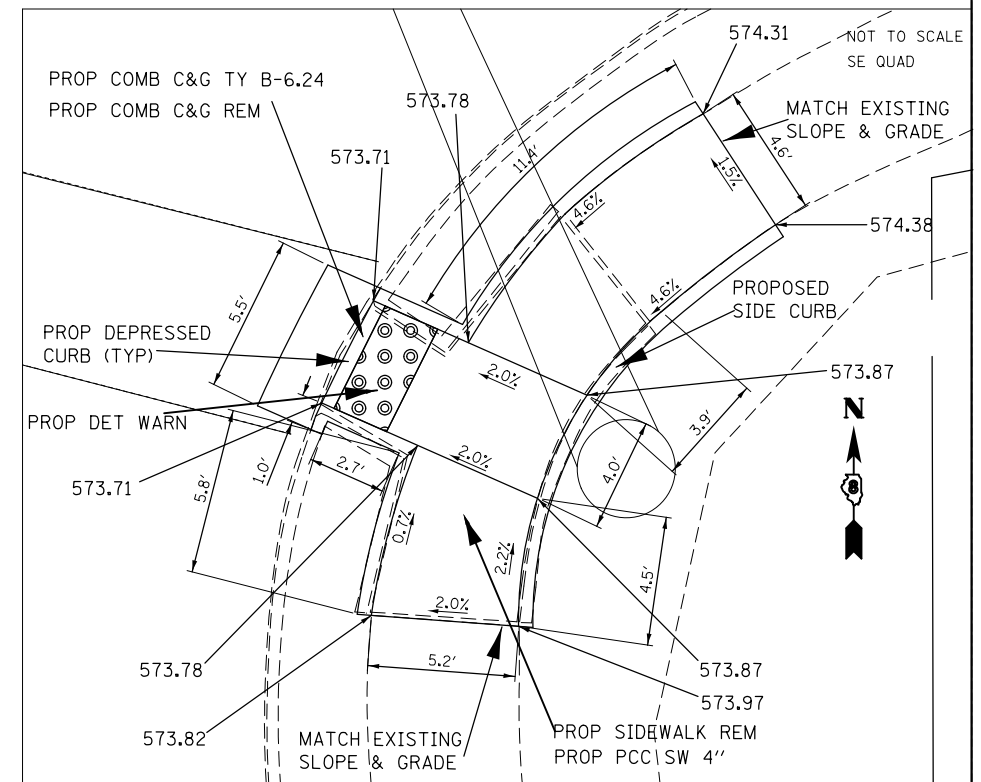 574.31
NOT TO SCALE
SE QUAD
PROP COMB C&G TY B-6.24
PROP COMB C&G REM
573.78
MATCH EXISTING
SLOPE & GRADE
4.6'
573.71
11.4'
1.5%
4.6%
574.38
5.5'
4.6%
PROPOSED
SIDE CURB
PROP DEPRESSED
CURB (TYP)
2.0%
573.87
3.9'
N
PROP DET WARN
4.0'
2.0%
1.0'
2.7'
8
573.71
5.8'
0.7%
2.2%
4.5'
2.0%
573.78
5.2'
573.87
573.97
573.82
MATCH EXISTING
SLOPE & GRADE
PROP SIDEWALK REM
PROP PCC SW 4''